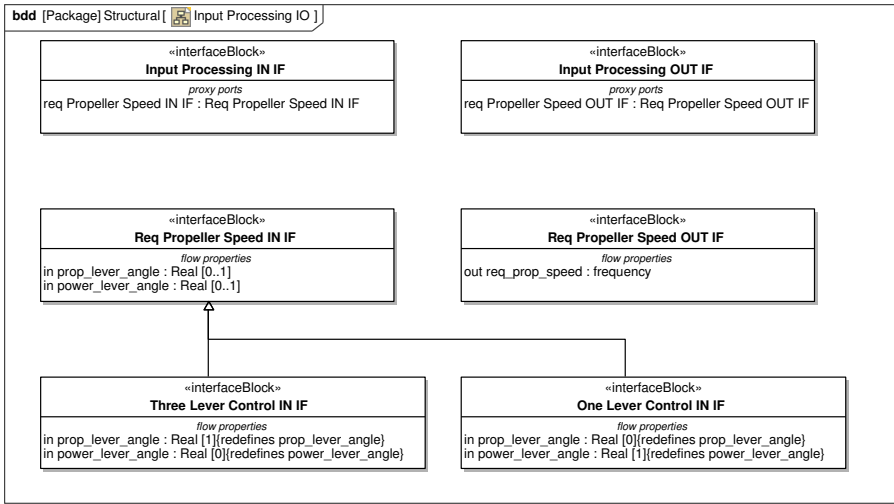 bdd [Package] Structural [ Input Processing IO ]
«interfaceBlock»
Input Processing IN IF
proxy ports
req Propeller Speed IN IF : Req Propeller Speed IN IF
«interfaceBlock»
Input Processing OUT IF
proxy ports
req Propeller Speed OUT IF : Req Propeller Speed OUT IF
«interfaceBlock»
Req Propeller Speed IN IF
flow properties
in prop_lever_angle : Real [0..1]
in power_lever_angle : Real [0..1]
«interfaceBlock»
Req Propeller Speed OUT IF
flow properties
out req_prop_speed : frequency
«interfaceBlock»
Three Lever Control IN IF
flow properties
in prop_lever_angle : Real [1]{redefines prop_lever_angle}
in power_lever_angle : Real [0]{redefines power_lever_angle}
«interfaceBlock»
One Lever Control IN IF
flow properties
in prop_lever_angle : Real [0]{redefines prop_lever_angle}
in power_lever_angle : Real [1]{redefines power_lever_angle}